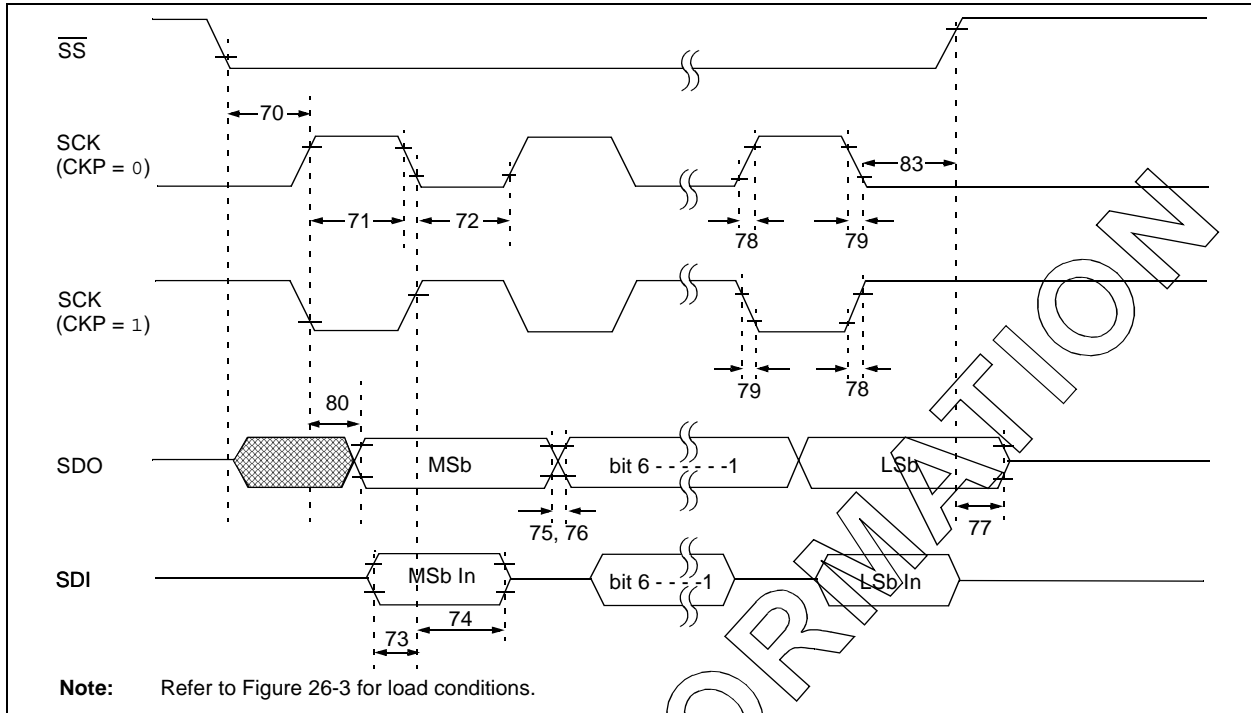 SS
70
SCK
(CKP = 0)
83
71
72
78
79
SCK
(CKP = 1)
79
78
80
SDO
MSb
bit 6 - - - - - -1
LSb
75, 76
77
SDI
MSb In
bit 6 - - - - -1
LSb In
74
73
Note: Refer to Figure 26-3 for load conditions.
ORMATION